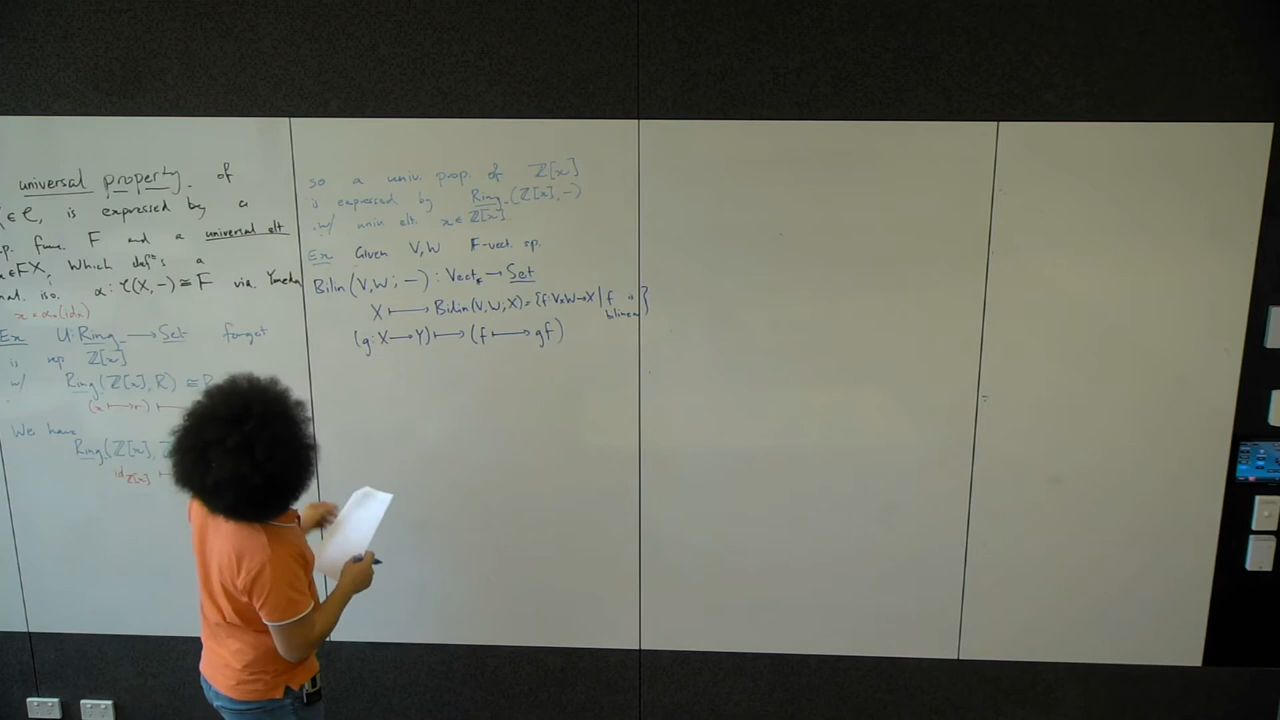 universal property of
∈ C, is expressed by a
func. F and a universal elt
x∈FX, which def's a
nat. iso. α: C(X,-) ≅ F via Yoneda
x = α_X(id_X)
Ex U: Ring ⟶ Set forget
is rep Z[x]
w/ Ring(Z[x], R) ≅
(x ⟼ r) ⟼
We have
Ring(Z[x],
id_Z[x] ⟼
so a univ. prop. of Z[x]
is expressed by Ring(Z[x],-)
w/ univ elt. x∈Z[x].
Ex Given V,W F-vect. sp.
Bilin(V,W; -) : Vect_F ⟶ Set
X ⟼ Bilin(V,W; X) = {f: V×W→X | f is bilinear}
(g: X ⟶ Y) ⟼ (f ⟼ gf)